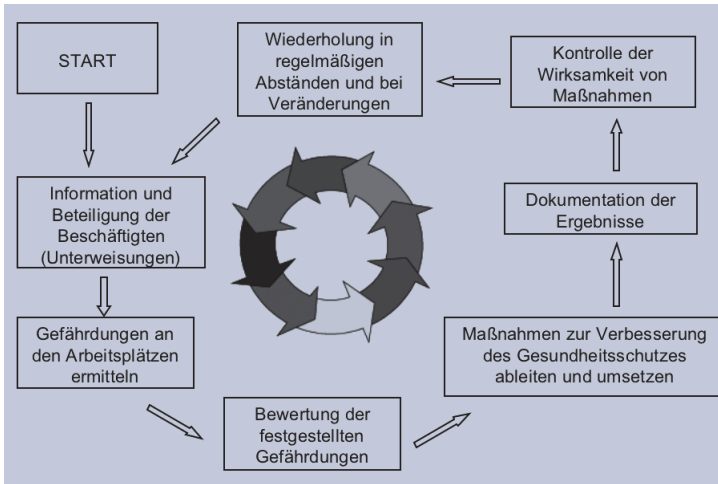 START
Wiederholung in
regelmäßigen
Abständen und bei
Veränderungen
Kontrolle der
Wirksamkeit von
Maßnahmen
Information und
Beteiligung der
Beschäftigten
(Unterweisungen)
Dokumentation der
Ergebnisse
Gefährdungen an
den Arbeitsplätzen
ermitteln
Maßnahmen zur Verbesserung
des Gesundheitsschutzes
ableiten und umsetzen
Bewertung der
festgestellten
Gefährdungen